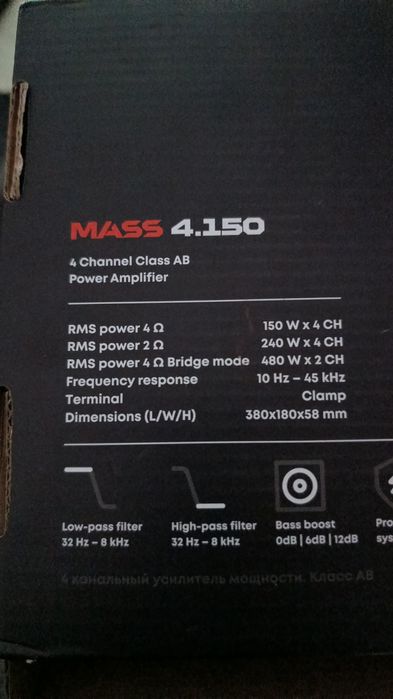 MASS 4.150
4 Channel Class AB
Power Amplifier
RMS power 4 Ω 150 W x 4 CH
RMS power 2 Ω 240 W x 4 CH
RMS power 4 Ω Bridge mode 480 W x 2 CH
Frequency response 10 Hz – 45 kHz
Terminal Clamp
Dimensions (L/W/H) 380x180x58 mm
Low-pass filter
32 Hz – 8 kHz
High-pass filter
32 Hz – 8 kHz
Bass boost
0dB | 6dB | 12dB
Pro
sys
4 канальный усилитель мощности. Класс AB